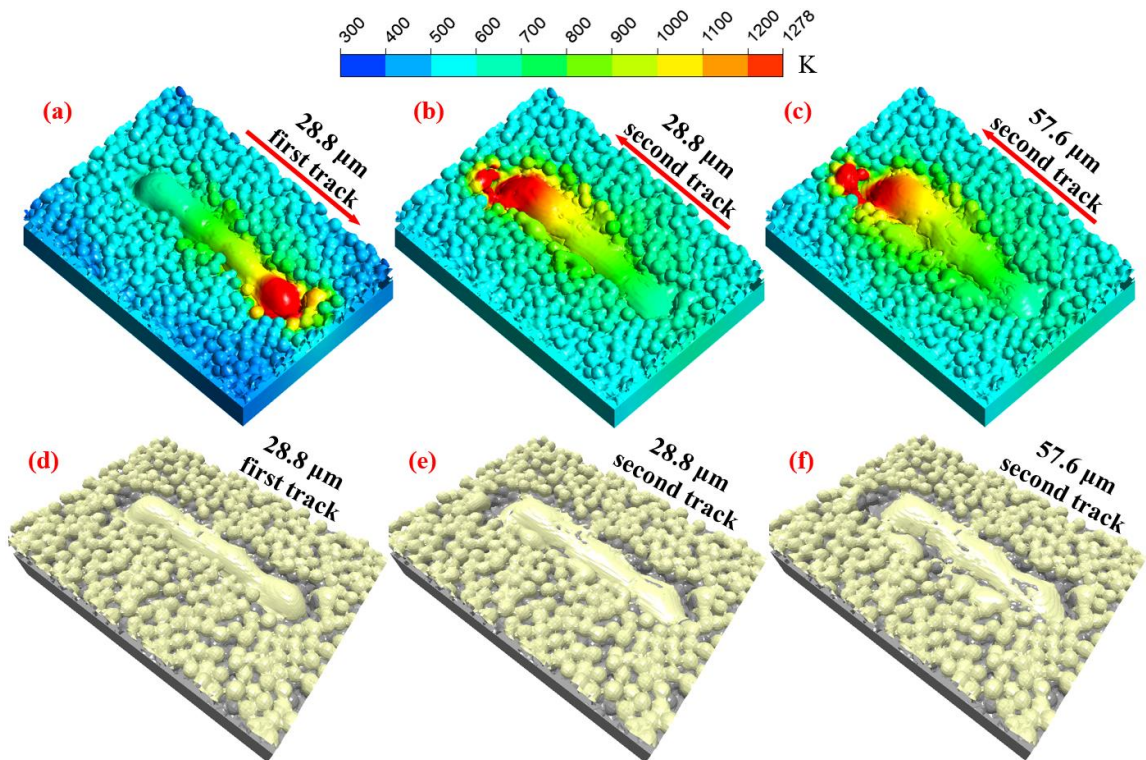 300 400 500 600 700 800 900 1000 1100 1200 1278
K
(a)
28.8 μm
first track
(b)
28.8 μm
second track
(c)
57.6 μm
second track
(d)
28.8 μm
first track
(e)
28.8 μm
second track
(f)
57.6 μm
second track